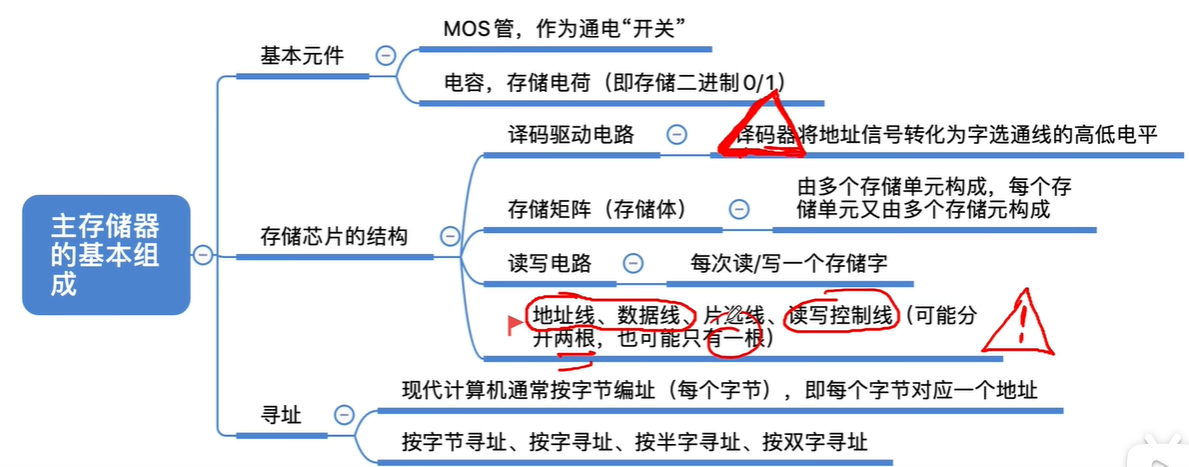 MOS管，作为通电“开关”
基本元件
电容，存储电荷（即存储二进制0/1）
译码驱动电路
译码器将地址信号转化为字选通线的高低电平
主存储器
的基本组
成
存储芯片的结构
存储矩阵（存储体）
由多个存储单元构成，每个存
储单元又由多个存储元构成
读写电路
每次读/写一个存储字
地址线、数据线、片选线、读写控制线（可能分
开两根，也可能只有一根）
!
寻址
现代计算机通常按字节编址（每个字节），即每个字节对应一个地址
按字节寻址、按字寻址、按半字寻址、按双字寻址